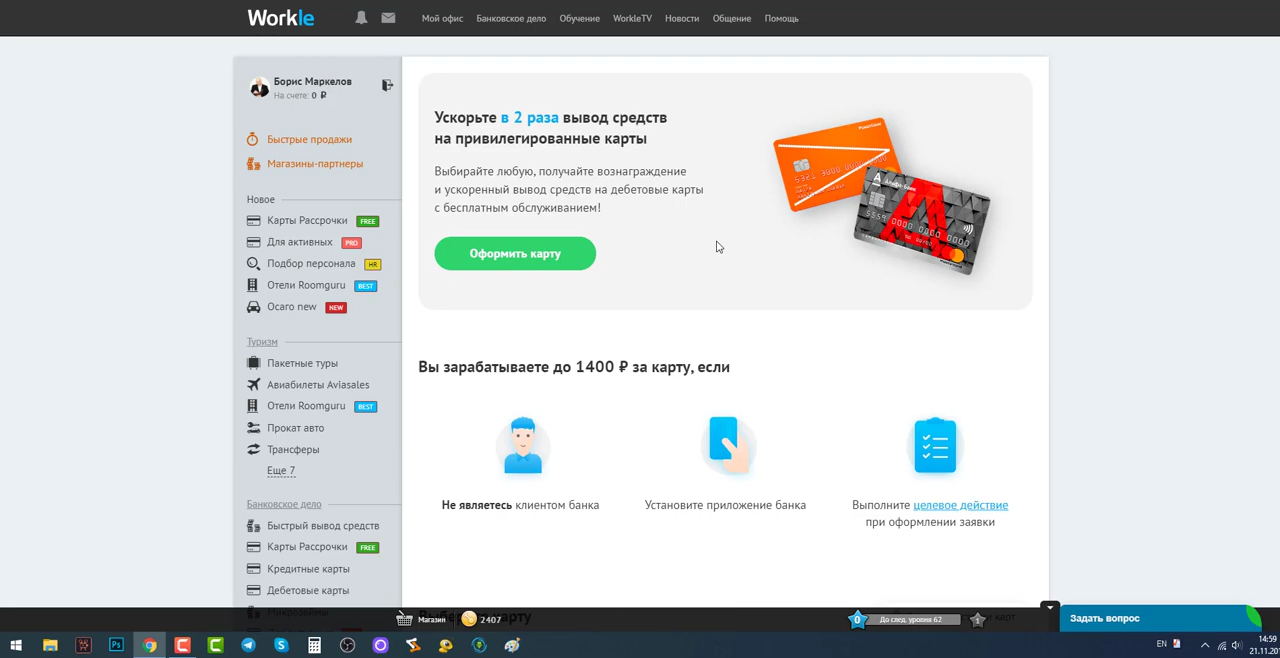 Workle
Мой офис
Банковское дело
Обучение
WorkleTV
Новости
Общение
Помощь
Борис Маркелов
На счете: 0 ₽
Быстрые продажи
Магазины-партнеры
Новое
Карты Рассрочки FREE
Для активных PRO
Подбор персонала HR
Отели Roomguru BEST
Осаго new NEW
Туризм
Пакетные туры
Авиабилеты Aviasales
Отели Roomguru BEST
Прокат авто
Трансферы
Еще 7
Банковское дело
Быстрый вывод средств
Карты Рассрочки FREE
Кредитные карты
Дебетовые карты
Ускорьте в 2 раза вывод средств
на привилегированные карты
Выбирайте любую, получайте вознаграждение
и ускоренный вывод средств на дебетовые карты
с бесплатным обслуживанием!
Оформить карту
Альфа·Банк
Вы зарабатываете до 1400 ₽ за карту, если
Не являетесь клиентом банка
Установите приложение банка
Выполните целевое действие
при оформлении заявки
Магазин
2407
0
До след. уровня 62
1
Задать вопрос
EN
14:59